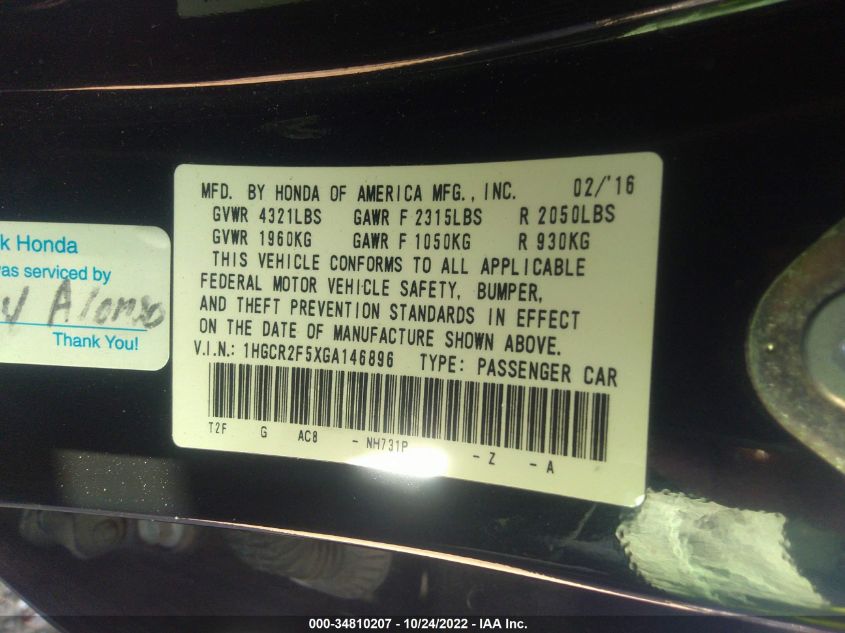 MFD. BY HONDA OF AMERICA MFG., INC. 02/'16
GVWR 4321LBS GAWR F 2315LBS R 2050LBS
GVWR 1960KG GAWR F 1050KG R 930KG
THIS VEHICLE CONFORMS TO ALL APPLICABLE
FEDERAL MOTOR VEHICLE SAFETY, BUMPER,
AND THEFT PREVENTION STANDARDS IN EFFECT
ON THE DATE OF MANUFACTURE SHOWN ABOVE.
V.I.N.: 1HGCR2F5XGA146896 TYPE: PASSENGER CAR
T2F G AC8 - NH731P - Z - A
k Honda
was serviced by
Alonso
Thank You!
000-34810207 - 10/24/2022 - IAA Inc.